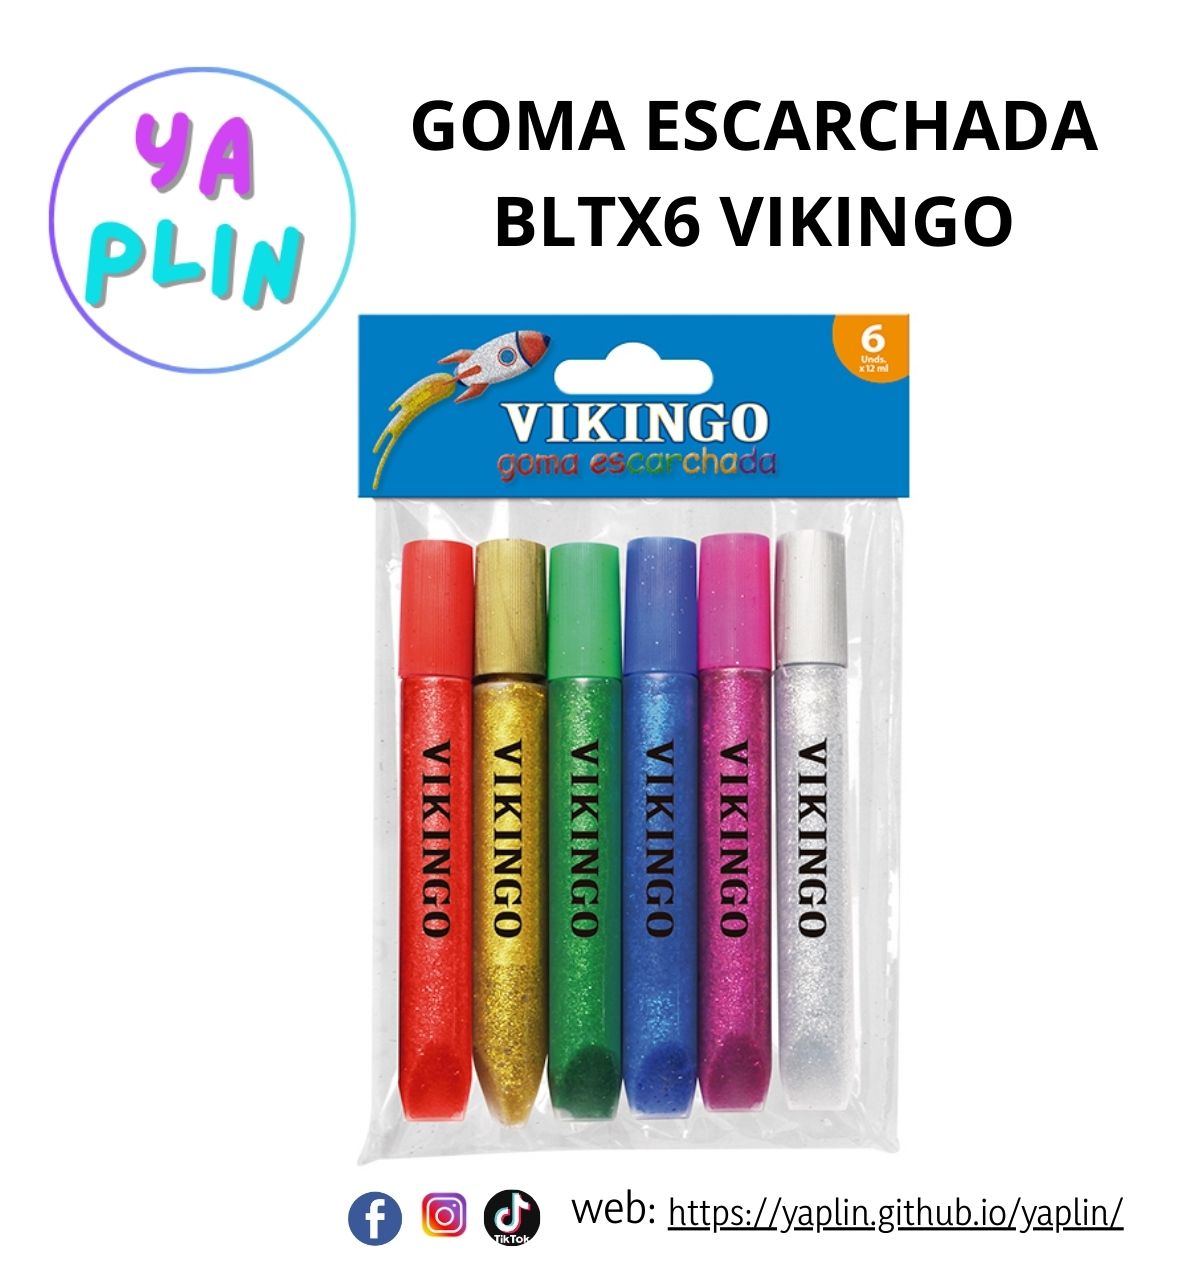 YA
PLIN
GOMA ESCARCHADA
BLTX6 VIKINGO
6
Unds.
x 12 ml
VIKINGO
goma escarchada
VIKINGO
VIKINGO
VIKINGO
VIKINGO
VIKINGO
VIKINGO
TikTok
web: https://yaplin.github.io/yaplin/